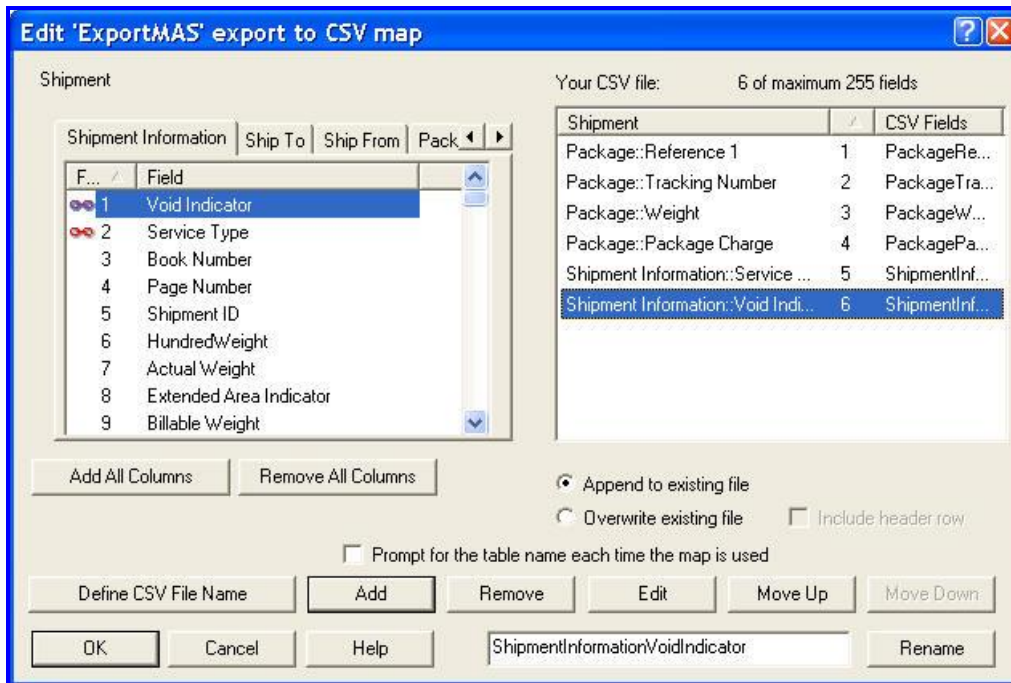 Edit 'ExportMAS' export to CSV map
Shipment
Shipment Information Ship To Ship From Pack
F... Field
1 Void Indicator
2 Service Type
3 Book Number
4 Page Number
5 Shipment ID
6 HundredWeight
7 Actual Weight
8 Extended Area Indicator
9 Billable Weight
Add All Columns Remove All Columns
Your CSV file: 6 of maximum 255 fields
Shipment CSV Fields
Package::Reference 1 1 PackageRe...
Package::Tracking Number 2 PackageTra...
Package::Weight 3 PackageW...
Package::Package Charge 4 PackagePa...
Shipment Information::Service ... 5 ShipmentInf...
Shipment Information::Void Indi... 6 ShipmentInf...
Append to existing file
Overwrite existing file Include header row
Prompt for the table name each time the map is used
Define CSV File Name Add Remove Edit Move Up Move Down
OK Cancel Help ShipmentInformationVoidIndicator Rename